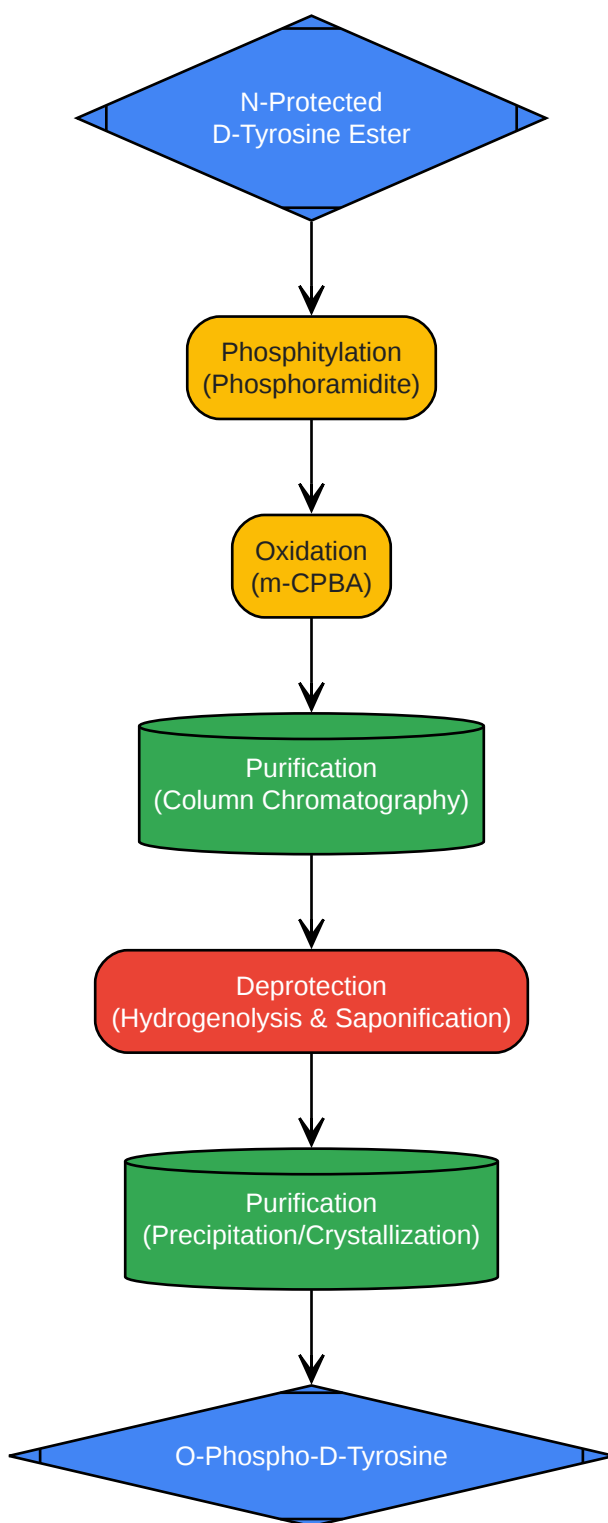 N-Protected
D-Tyrosine Ester
Phosphitylation
(Phosphoramidite)
Oxidation
(m-CPBA)
Purification
(Column Chromatography)
Deprotection
(Hydrogenolysis & Saponification)
Purification
(Precipitation/Crystallization)
O-Phospho-D-Tyrosine